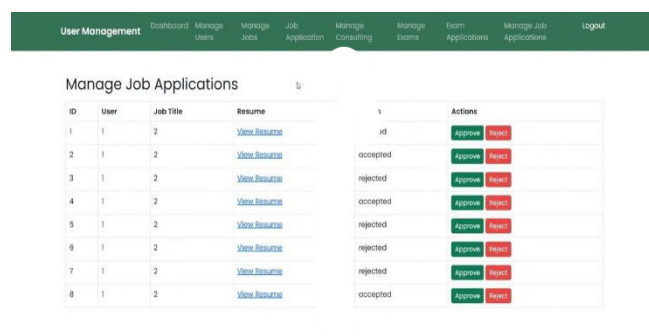 User Management Dashboard Manage Users Manage Jobs Job Application Manage Consulting Manage Exams Exam Applications Manage Job Applications Logout
Manage Job Applications
ID User Job Title Resume Actions
1 1 2 View Resume Approve Reject
2 1 2 View Resume accepted Approve Reject
3 1 2 View Resume rejected Approve Reject
4 1 2 View Resume accepted Approve Reject
5 1 2 View Resume rejected Approve Reject
6 1 2 View Resume rejected Approve Reject
7 1 2 View Resume rejected Approve Reject
8 1 2 View Resume accepted Approve Reject